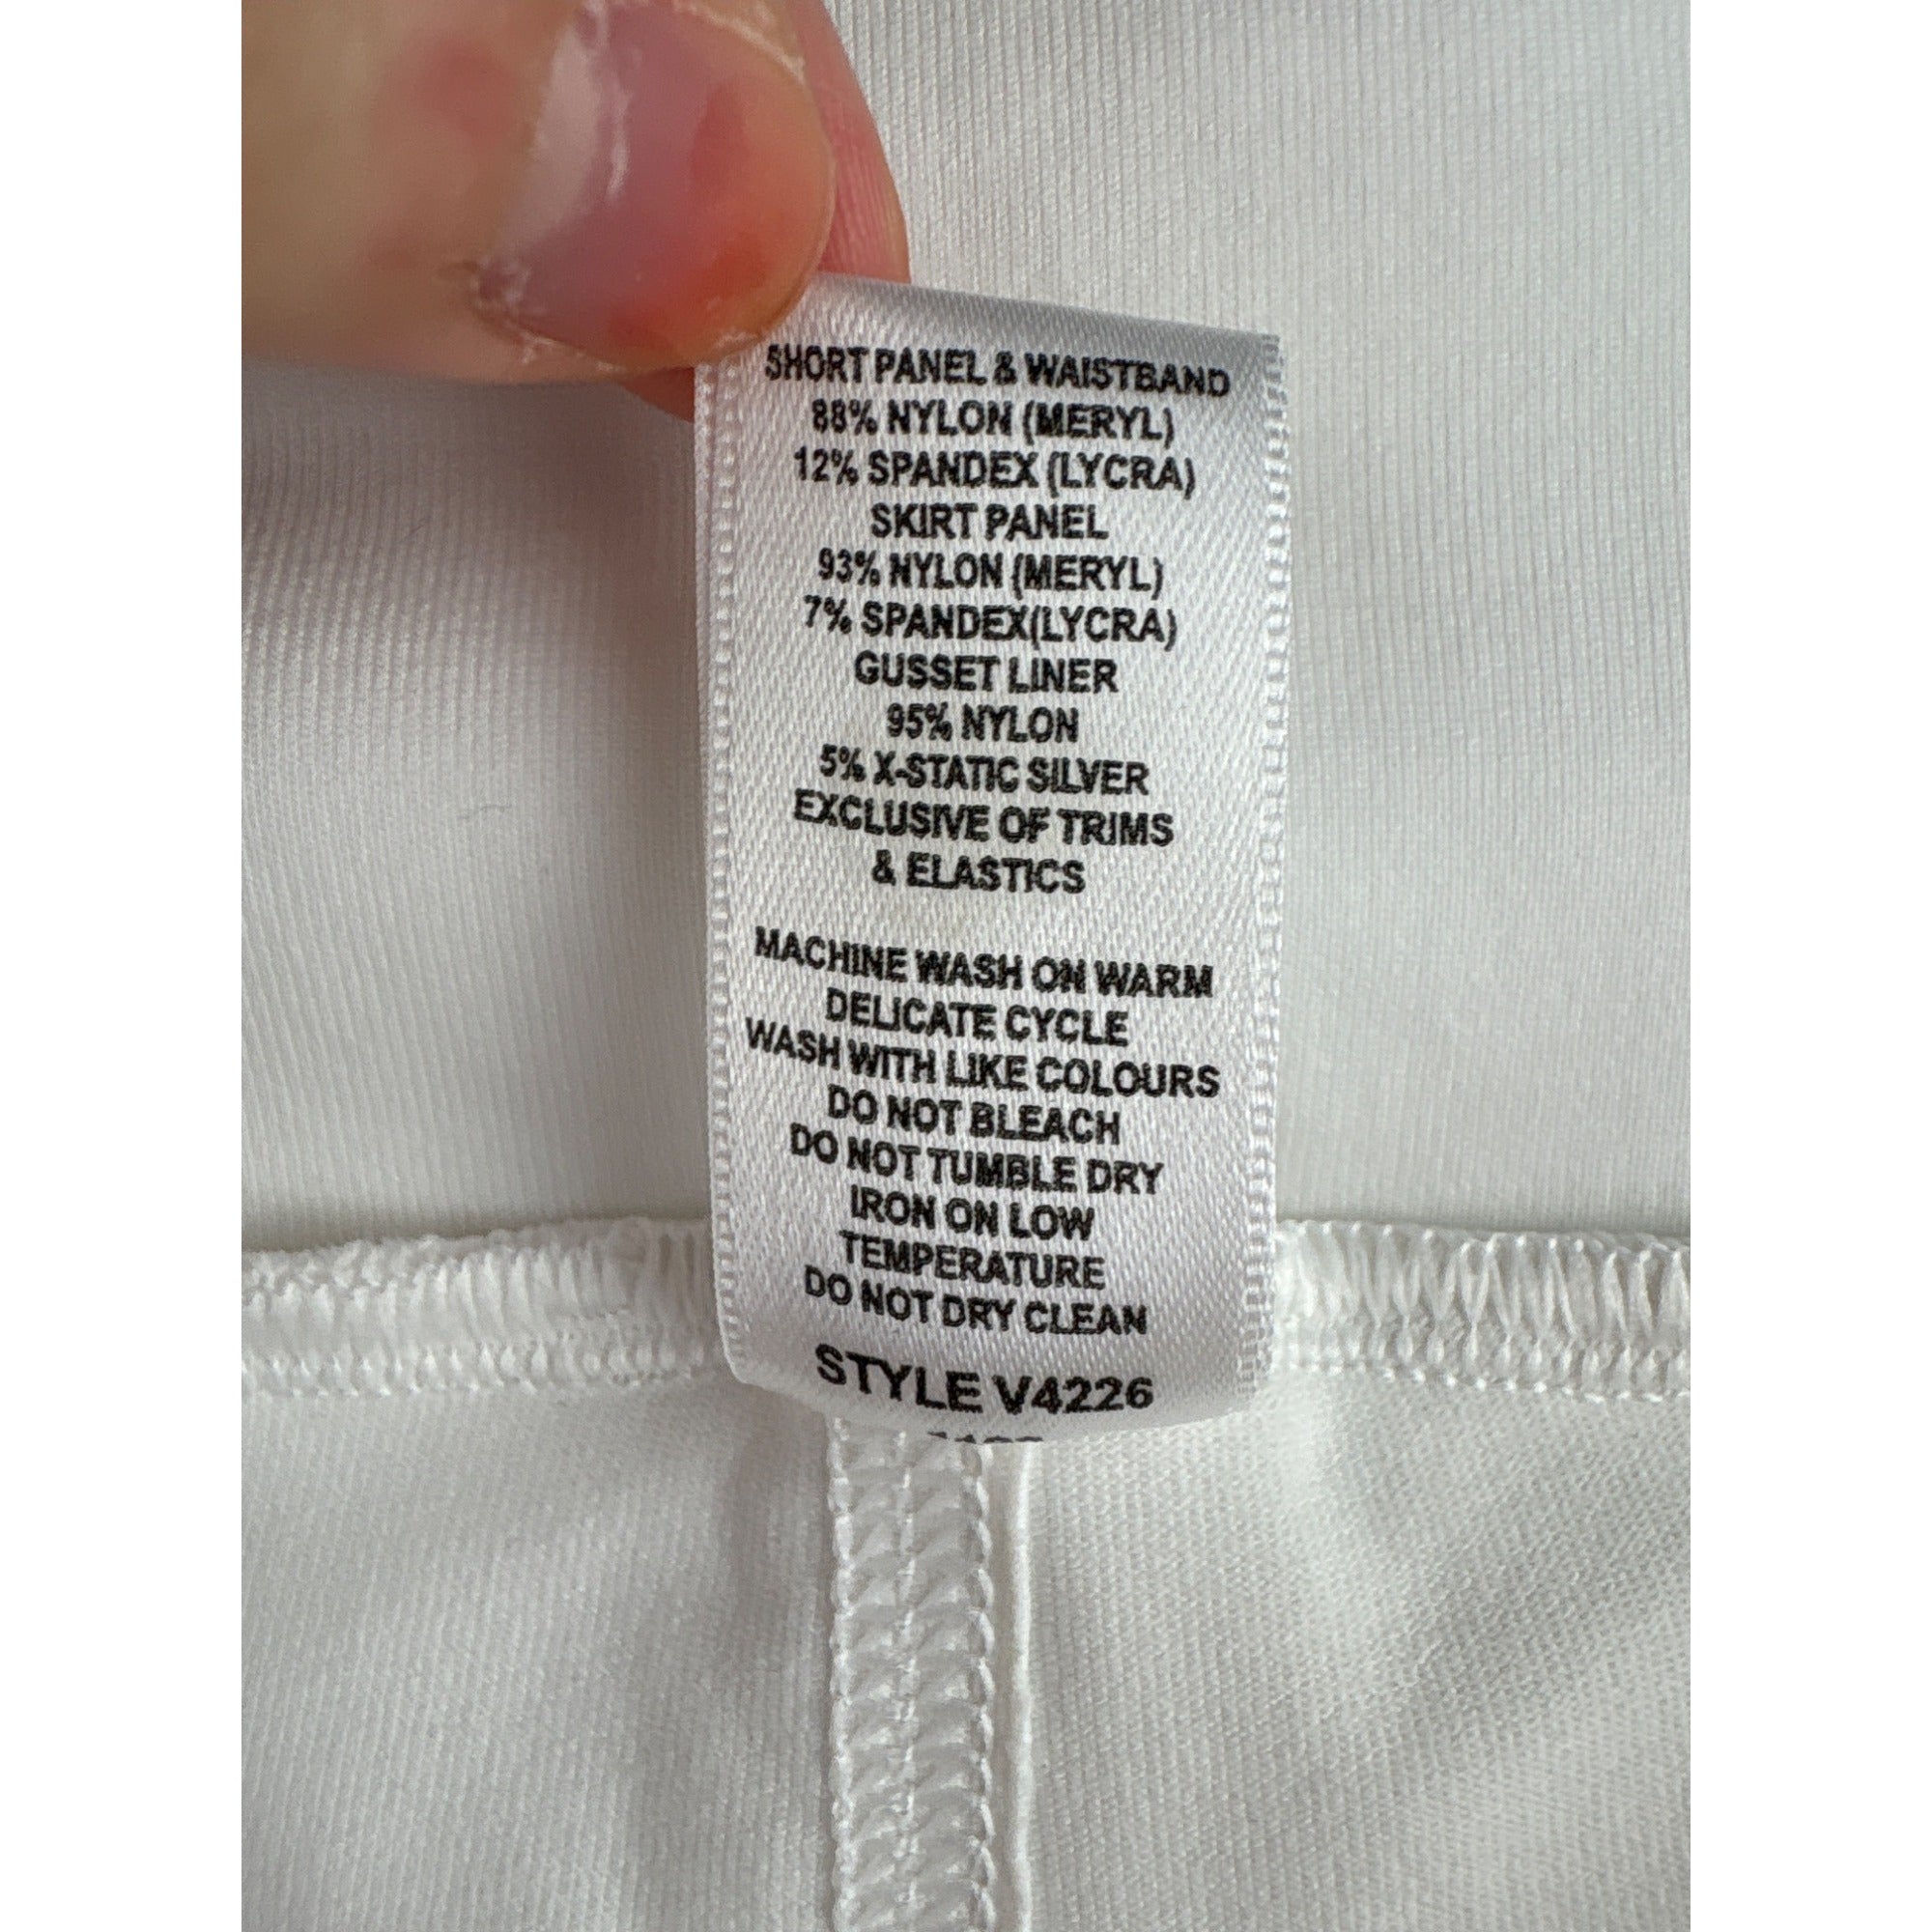 SHORT PANEL & WAISTBAND
88% NYLON (MERYL)
12% SPANDEX (LYCRA)
SKIRT PANEL
93% NYLON (MERYL)
7% SPANDEX(LYCRA)
GUSSET LINER
95% NYLON
5% X-STATIC SILVER
EXCLUSIVE OF TRIMS
& ELASTICS
MACHINE WASH ON WARM
DELICATE CYCLE
WASH WITH LIKE COLOURS
DO NOT BLEACH
DO NOT TUMBLE DRY
IRON ON LOW
TEMPERATURE
DO NOT DRY CLEAN
STYLE V4226